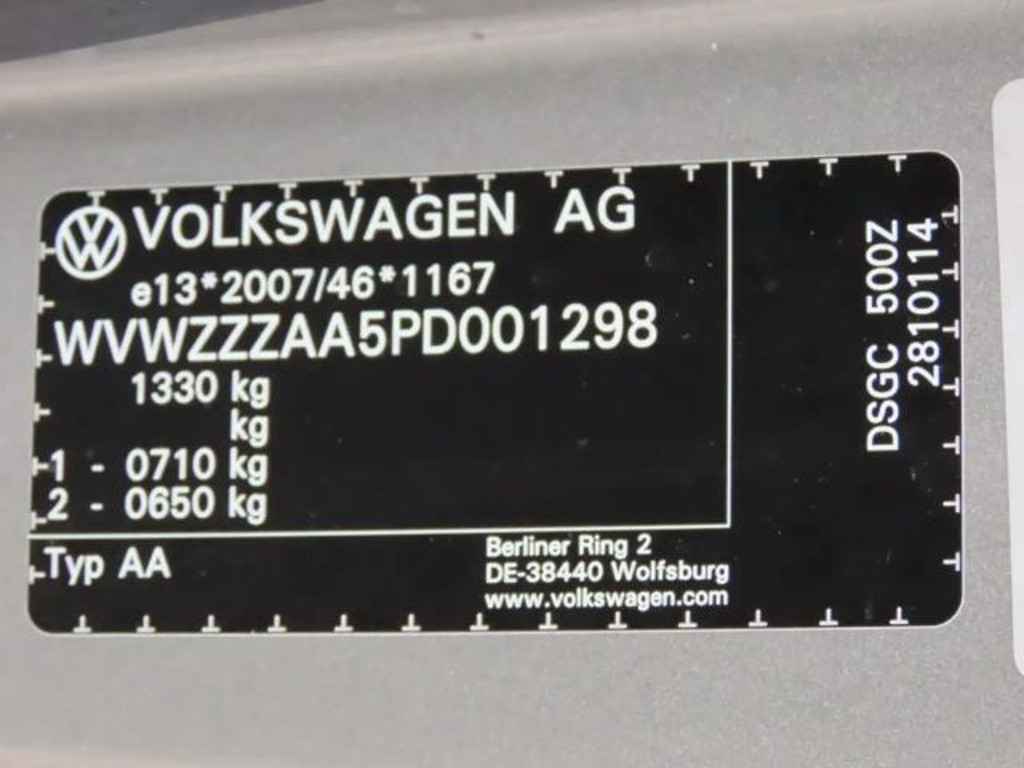 VOLKSWAGEN AG
e13*2007/46*1167
WVWZZZAA5PD001298
1330 kg
kg
1 - 0710 kg
2 - 0650 kg
Typ AA
Berliner Ring 2
DE-38440 Wolfsburg
www.volkswagen.com
DSGC 500Z
2810114